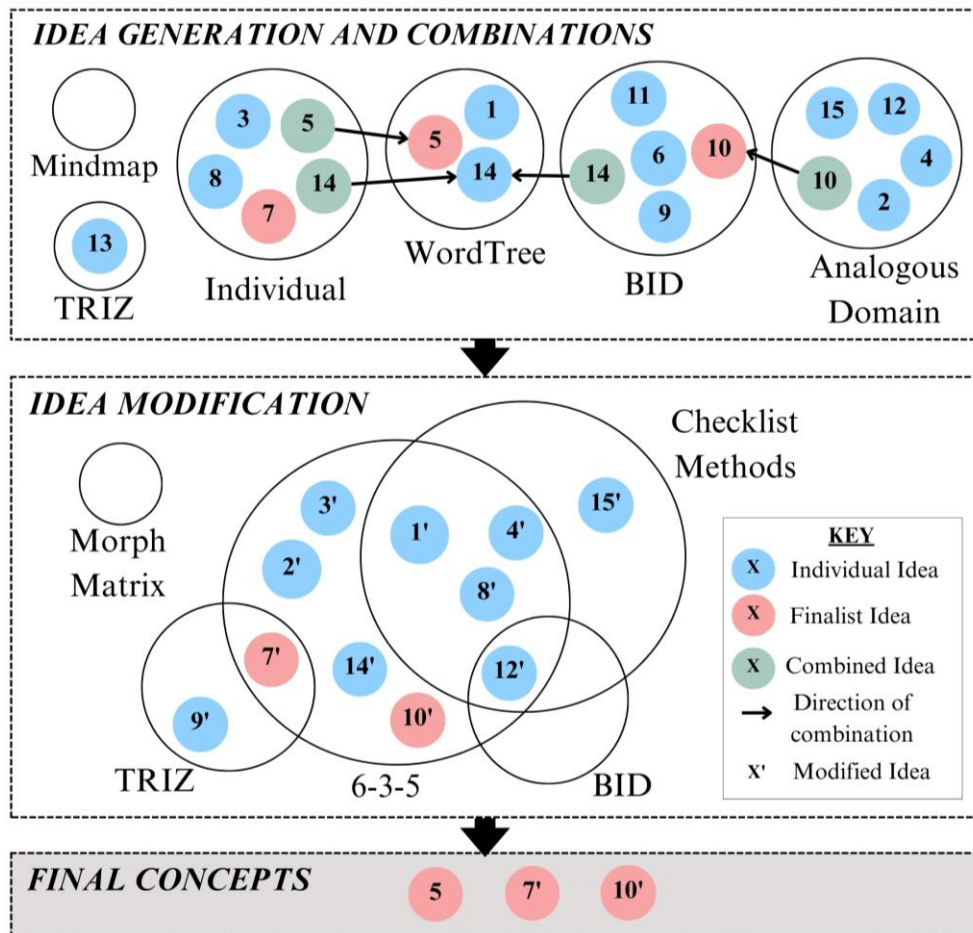 IDEA GENERATION AND COMBINATIONS
Mindmap
13
TRIZ
3
5
8
14
7
Individual
1
5
14
WordTree
11
6
10
14
9
BID
15
12
4
10
2
Analogous
Domain
IDEA MODIFICATION
Morph
Matrix
Checklist
Methods
3'
1'
4'
15'
2'
8'
7'
14'
12'
9'
10'
TRIZ
6-3-5
BID
KEY
X Individual Idea
X Finalist Idea
X Combined Idea
Direction of
combination
X' Modified Idea
FINAL CONCEPTS
5
7'
10'